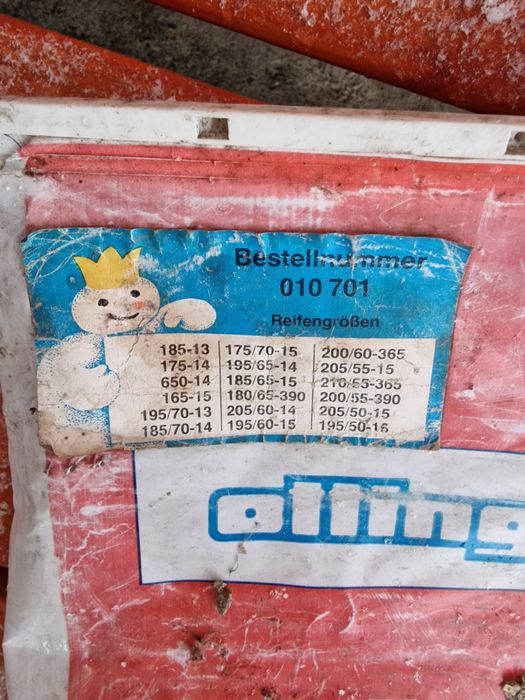 Bestellnummer
010 701
Reifengrößen
185-13 175/70-15 200/60-365
175-14 195/65-14 205/55-15
650-14 185/65-15 210/55-365
165-15 180/65-390 200/55-390
195/70-13 205/60-14 205/50-15
185/70-14 195/60-15 195/50-16
otting